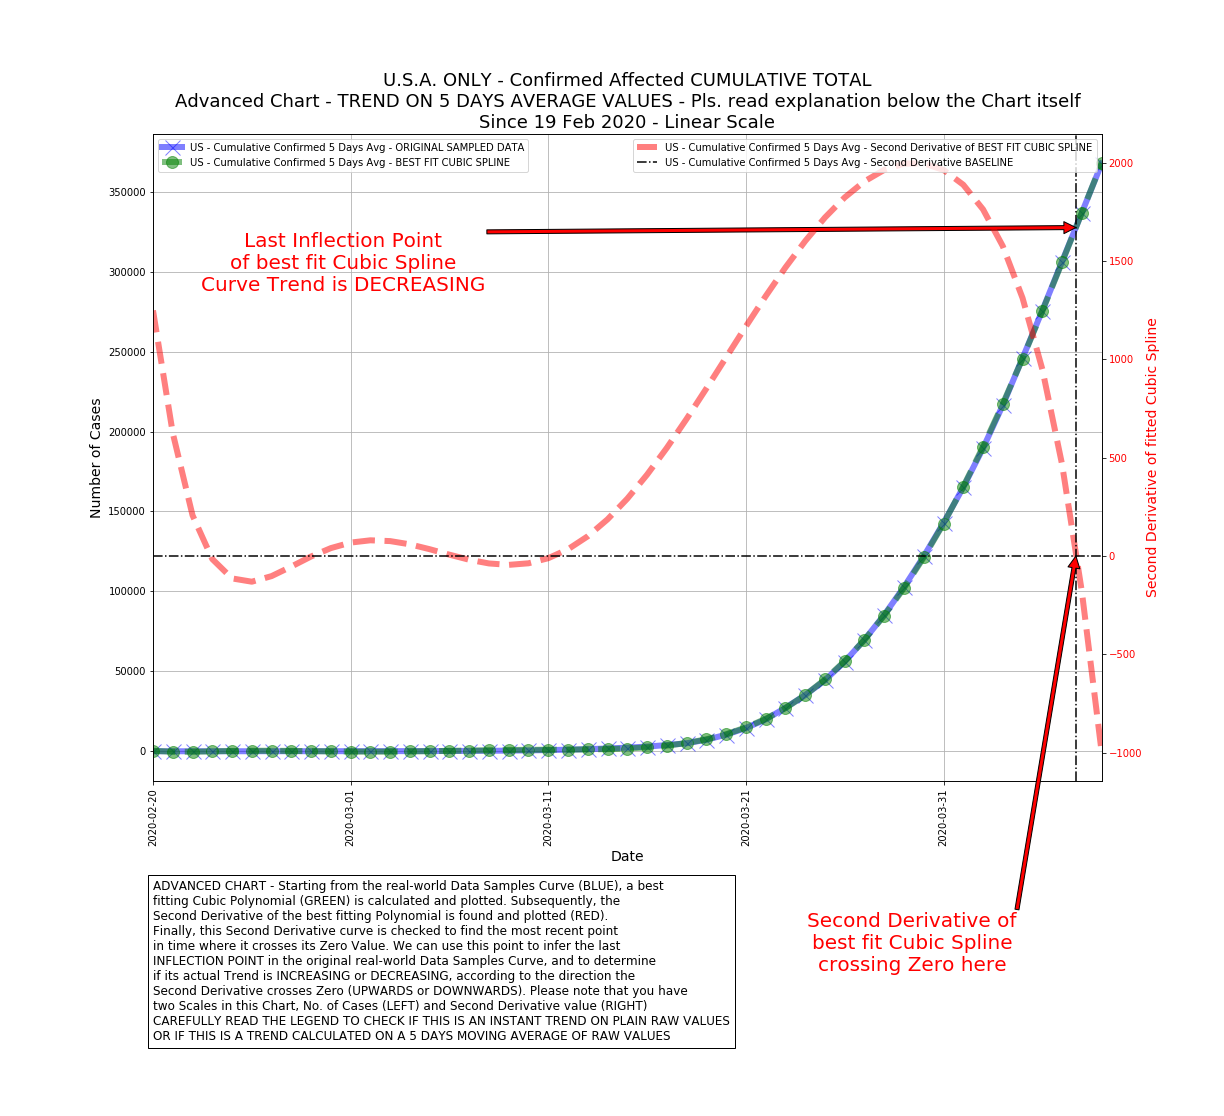 U.S.A. ONLY - Confirmed Affected CUMULATIVE TOTAL
Advanced Chart - TREND ON 5 DAYS AVERAGE VALUES - Pls. read explanation below the Chart itself
Since 19 Feb 2020 - Linear Scale
US - Cumulative Confirmed 5 Days Avg - ORIGINAL SAMPLED DATA
US - Cumulative Confirmed 5 Days Avg - BEST FIT CUBIC SPLINE
US - Cumulative Confirmed 5 Days Avg - Second Derivative of BEST FIT CUBIC SPLINE
US - Cumulative Confirmed 5 Days Avg - Second Derivative BASELINE
Last Inflection Point
of best fit Cubic Spline
Curve Trend is DECREASING
Number of Cases
350000
300000
250000
200000
150000
100000
50000
0
2000
1500
1000
500
0
−500
−1000
Second Derivative of fitted Cubic Spline
2020-02-20
2020-03-01
2020-03-11
2020-03-21
2020-03-31
Date
ADVANCED CHART - Starting from the real-world Data Samples Curve (BLUE), a best
fitting Cubic Polynomial (GREEN) is calculated and plotted. Subsequently, the
Second Derivative of the best fitting Polynomial is found and plotted (RED).
Finally, this Second Derivative curve is checked to find the most recent point
in time where it crosses its Zero Value. We can use this point to infer the last
INFLECTION POINT in the original real-world Data Samples Curve, and to determine
if its actual Trend is INCREASING or DECREASING, according to the direction the
Second Derivative crosses Zero (UPWARDS or DOWNWARDS). Please note that you have
two Scales in this Chart, No. of Cases (LEFT) and Second Derivative value (RIGHT)
CAREFULLY READ THE LEGEND TO CHECK IF THIS IS AN INSTANT TREND ON PLAIN RAW VALUES
OR IF THIS IS A TREND CALCULATED ON A 5 DAYS MOVING AVERAGE OF RAW VALUES
Second Derivative of
best fit Cubic Spline
crossing Zero here